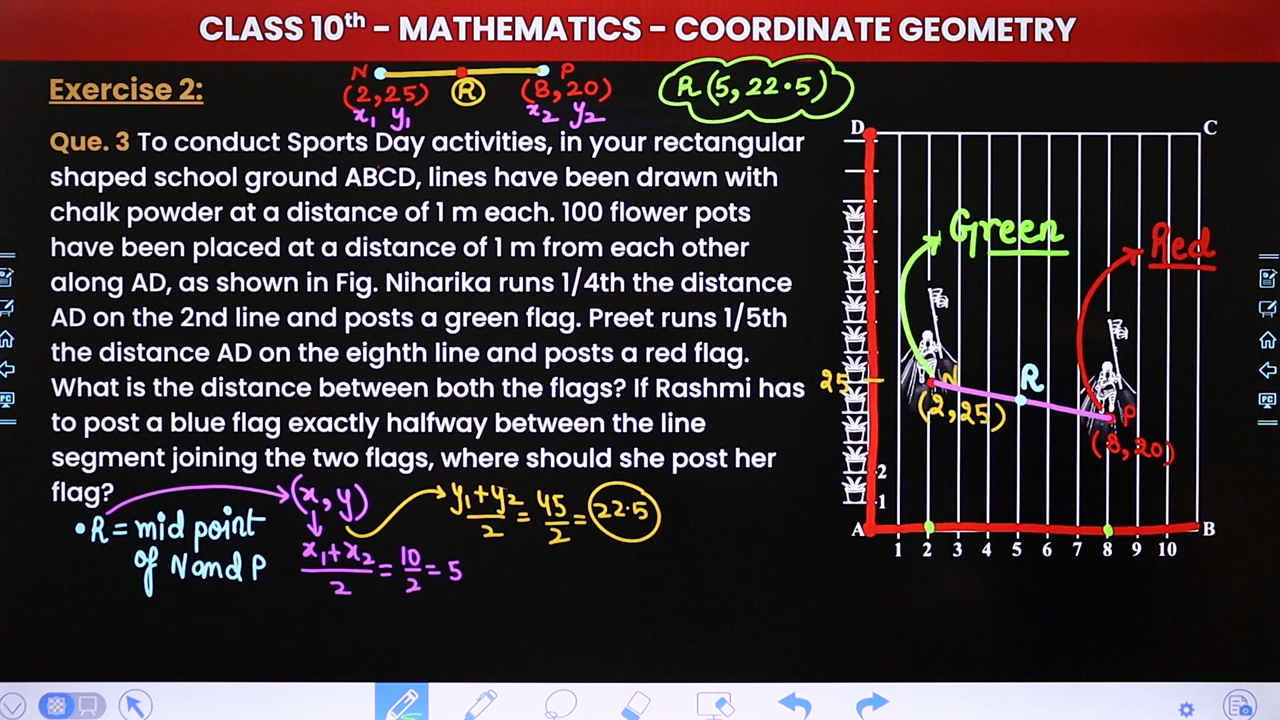 CLASS 10th - MATHEMATICS - COORDINATE GEOMETRY
Exercise 2:
N P
(2,25) R (8,20)
x₁ y₁ x₂ y₂
R (5, 22.5)
Que. 3 To conduct Sports Day activities, in your rectangular
shaped school ground ABCD, lines have been drawn with
chalk powder at a distance of 1 m each. 100 flower pots
have been placed at a distance of 1 m from each other
along AD, as shown in Fig. Niharika runs 1/4th the distance
AD on the 2nd line and posts a green flag. Preet runs 1/5th
the distance AD on the eighth line and posts a red flag.
What is the distance between both the flags? If Rashmi has
to post a blue flag exactly halfway between the line
segment joining the two flags, where should she post her
flag?
• R = mid point
of N and P
(x, y)
x₁+x₂/2 = 10/2 = 5
y₁+y₂/2 = 45/2 = 22.5
D C
Green Red
25 N R P
(2,25) (8,20)
2
1
A B
1 2 3 4 5 6 7 8 9 10
PC PC